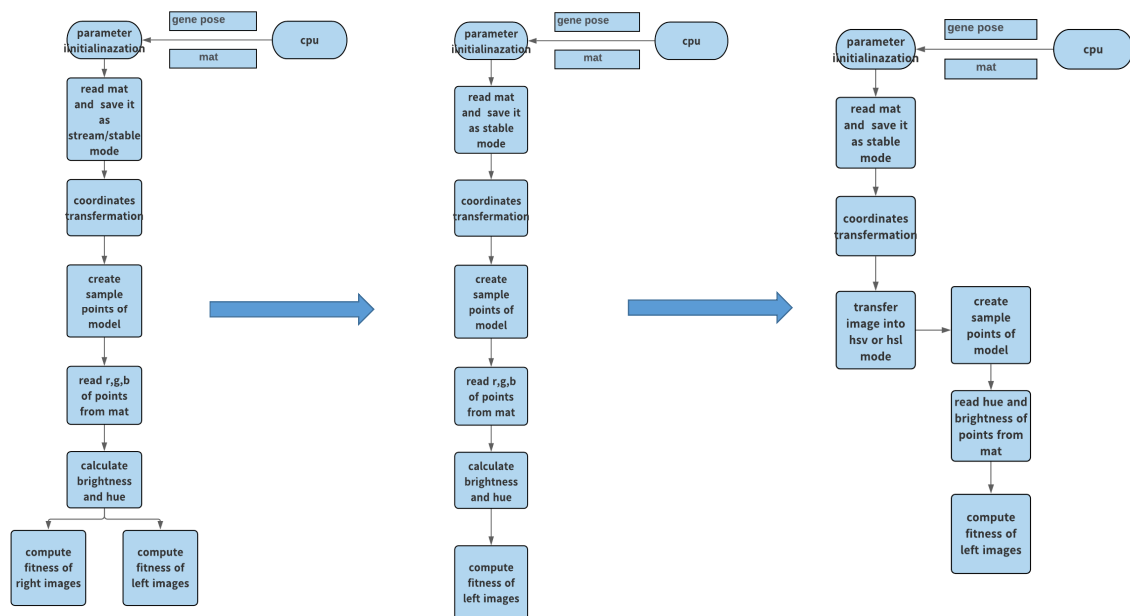 gene pose
parameter
iinitialinazation
cpu
mat
read mat
and save it
as
stream/stable
mode
coordinates
transfermation
create
sample
points of
model
read r,g,b
of points
from mat
calculate
brightness
and hue
compute
fitness of
right images
compute
fitness of
left images
gene pose
parameter
iinitialinazation
cpu
mat
read mat
and save it
as stable
mode
coordinates
transfermation
create
sample
points of
model
read r,g,b
of points
from mat
calculate
brightness
and hue
compute
fitness of
left images
gene pose
parameter
iinitialinazation
cpu
mat
read mat
and save it
as stable
mode
coordinates
transfermation
transfer
image into
hsv or hsl
mode
create
sample
points of
model
read hue and
brightness of
points from
mat
compute
fitness of
left images